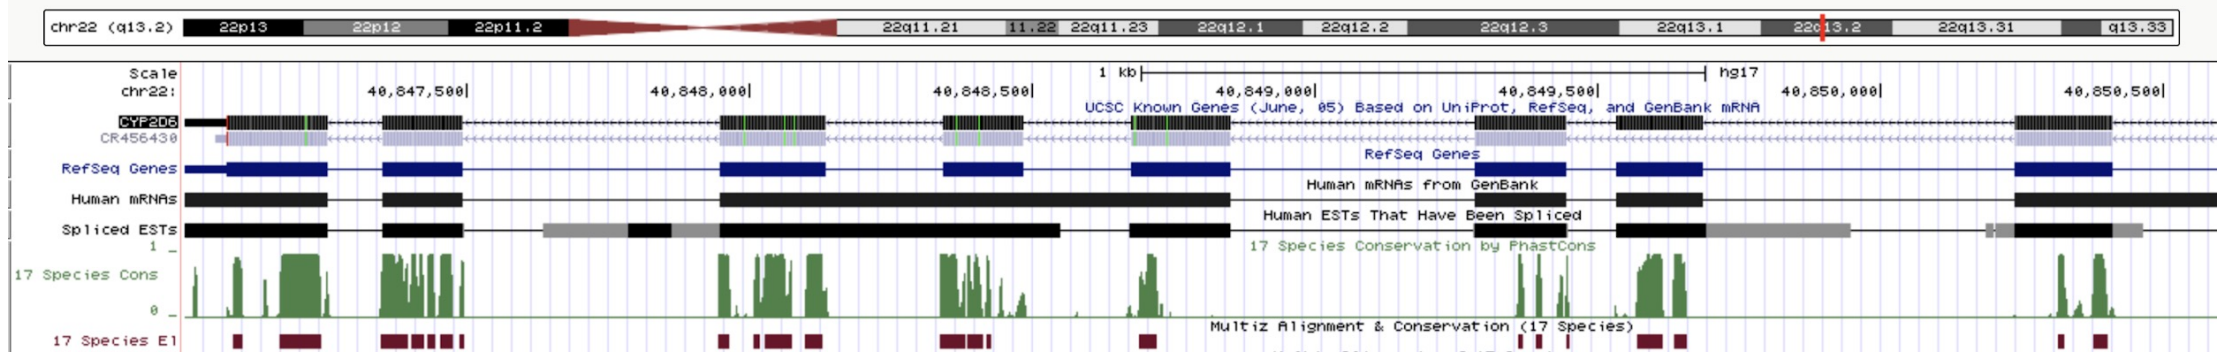 chr22 (q13.2) 22p13 22p12 22p11.2 22q11.21 11.22 22q11.23 22q12.1 22q12.2 22q12.3 22q13.1 22q13.2 22q13.31 q13.33
Scale 1 kb hg17
chr22: 40,847,500 40,848,000 40,848,500 40,849,000 40,849,500 40,850,000 40,850,500
UCSC Known Genes (June, 05) Based on UniProt, RefSeq, and GenBank mRNA
CYP2D6
CR456430
RefSeq Genes
RefSeq Genes
Human mRNAs from GenBank
Human mRNAs
Human ESTs That Have Been Spliced
Spliced ESTs
17 Species Conservation by PhastCons
1
17 Species Cons
0
Multiz Alignment & Conservation (17 Species)
17 Species El